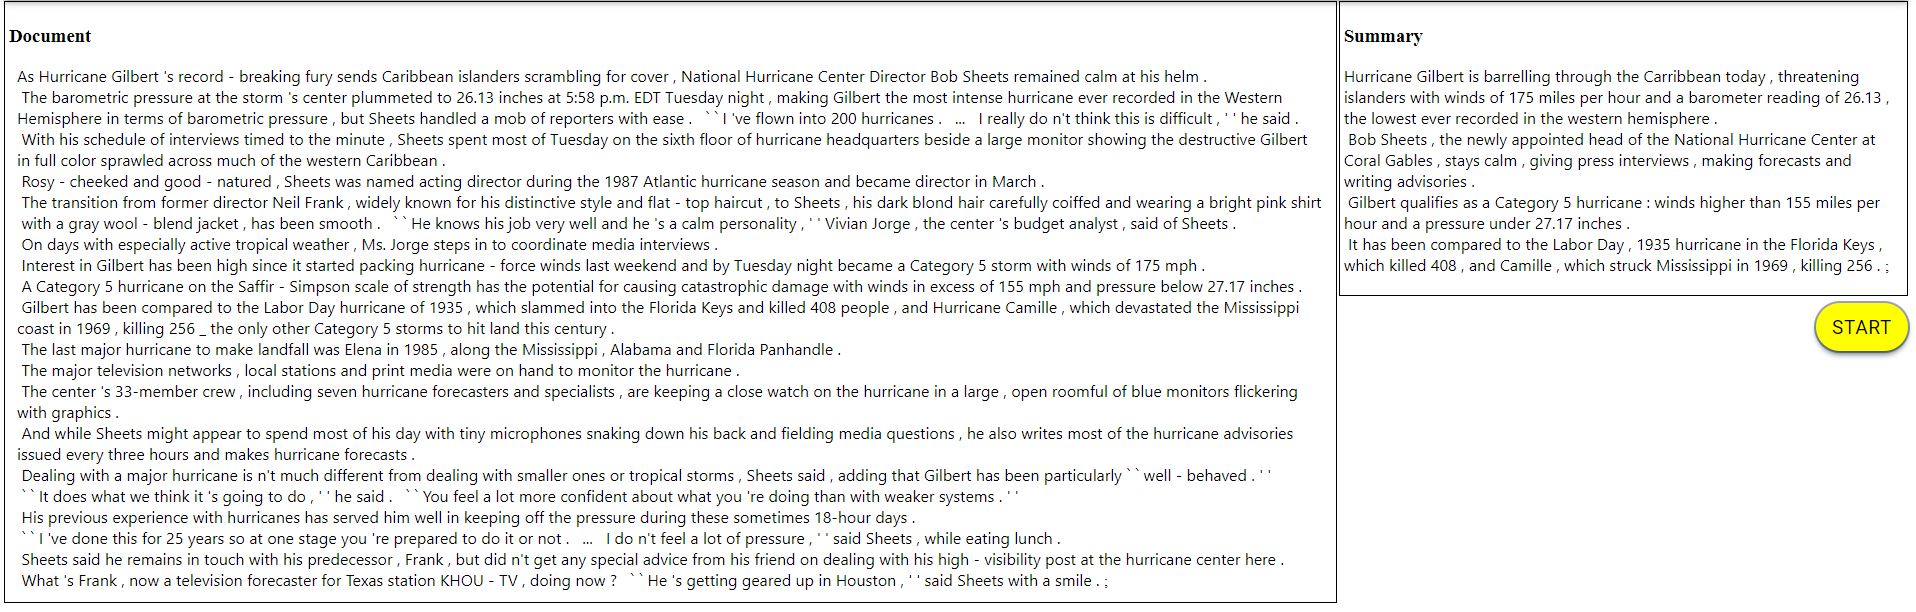 Document
As Hurricane Gilbert 's record - breaking fury sends Caribbean islanders scrambling for cover , National Hurricane Center Director Bob Sheets remained calm at his helm .
The barometric pressure at the storm 's center plummeted to 26.13 inches at 5:58 p.m. EDT Tuesday night , making Gilbert the most intense hurricane ever recorded in the Western
Hemisphere in terms of barometric pressure , but Sheets handled a mob of reporters with ease . ` ` I 've flown into 200 hurricanes . ... I really do n't think this is difficult , ' ' he said .
With his schedule of interviews timed to the minute , Sheets spent most of Tuesday on the sixth floor of hurricane headquarters beside a large monitor showing the destructive Gilbert
in full color sprawled across much of the western Caribbean .
Rosy - cheeked and good - natured , Sheets was named acting director during the 1987 Atlantic hurricane season and became director in March .
The transition from former director Neil Frank , widely known for his distinctive style and flat - top haircut , to Sheets , his dark blond hair carefully coiffed and wearing a bright pink shirt
with a gray wool - blend jacket , has been smooth . ` ` He knows his job very well and he 's a calm personality , ' ' Vivian Jorge , the center 's budget analyst , said of Sheets .
On days with especially active tropical weather , Ms. Jorge steps in to coordinate media interviews .
Interest in Gilbert has been high since it started packing hurricane - force winds last weekend and by Tuesday night became a Category 5 storm with winds of 175 mph .
A Category 5 hurricane on the Saffir - Simpson scale of strength has the potential for causing catastrophic damage with winds in excess of 155 mph and pressure below 27.17 inches .
Gilbert has been compared to the Labor Day hurricane of 1935 , which slammed into the Florida Keys and killed 408 people , and Hurricane Camille , which devastated the Mississippi
coast in 1969 , killing 256 _ the only other Category 5 storms to hit land this century .
The last major hurricane to make landfall was Elena in 1985 , along the Mississippi , Alabama and Florida Panhandle .
The major television networks , local stations and print media were on hand to monitor the hurricane .
The center 's 33-member crew , including seven hurricane forecasters and specialists , are keeping a close watch on the hurricane in a large , open roomful of blue monitors flickering
with graphics .
And while Sheets might appear to spend most of his day with tiny microphones snaking down his back and fielding media questions , he also writes most of the hurricane advisories
issued every three hours and makes hurricane forecasts .
Dealing with a major hurricane is n't much different from dealing with smaller ones or tropical storms , Sheets said , adding that Gilbert has been particularly ` ` well - behaved . ' '
` ` It does what we think it 's going to do , ' ' he said . ` ` You feel a lot more confident about what you 're doing than with weaker systems . ' '
His previous experience with hurricanes has served him well in keeping off the pressure during these sometimes 18-hour days .
` ` I 've done this for 25 years so at one stage you 're prepared to do it or not . ... I do n't feel a lot of pressure , ' ' said Sheets , while eating lunch .
Sheets said he remains in touch with his predecessor , Frank , but did n't get any special advice from his friend on dealing with his high - visibility post at the hurricane center here .
What 's Frank , now a television forecaster for Texas station KHOU - TV , doing now ? ` ` He 's getting geared up in Houston , ' ' said Sheets with a smile . ;
Summary
Hurricane Gilbert is barrelling through the Carribbean today , threatening
islanders with winds of 175 miles per hour and a barometer reading of 26.13 ,
the lowest ever recorded in the western hemisphere .
Bob Sheets , the newly appointed head of the National Hurricane Center at
Coral Gables , stays calm , giving press interviews , making forecasts and
writing advisories .
Gilbert qualifies as a Category 5 hurricane : winds higher than 155 miles per
hour and a pressure under 27.17 inches .
It has been compared to the Labor Day , 1935 hurricane in the Florida Keys ,
which killed 408 , and Camille , which struck Mississippi in 1969 , killing 256 . ;
START